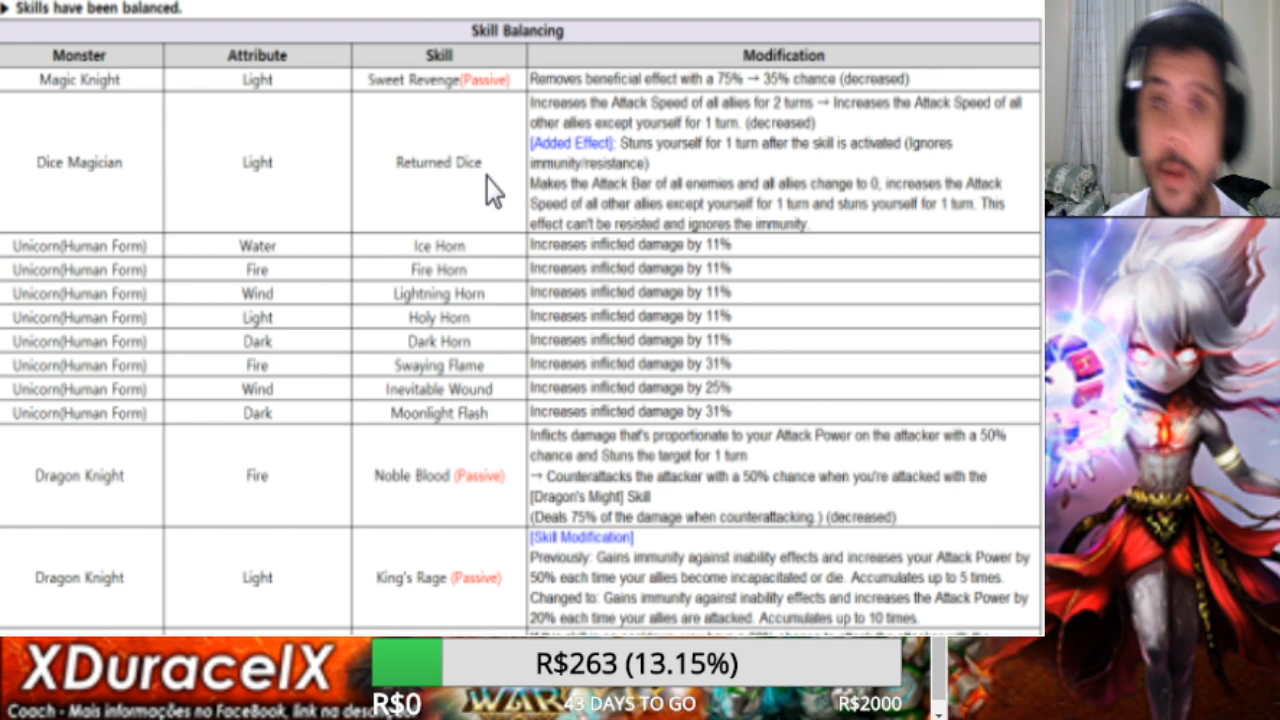 ▶ Skills have been balanced.
Skill Balancing
Monster Attribute Skill Modification
Magic Knight Light Sweet Revenge(Passive) Removes beneficial effect with a 75% → 35% chance (decreased)
Increases the Attack Speed of all allies for 2 turns → Increases the Attack Speed of all
other allies except yourself for 1 turn. (decreased)
[Added Effect]: Stuns yourself for 1 turn after the skill is activated (Ignores
Dice Magician Light Returned Dice immunity/resistance)
Makes the Attack Bar of all enemies and all allies change to 0, increases the Attack
Speed of all other allies except yourself for 1 turn and stuns yourself for 1 turn. This
effect can't be resisted and ignores the immunity.
Unicorn(Human Form) Water Ice Horn Increases inflicted damage by 11%
Unicorn(Human Form) Fire Fire Horn Increases inflicted damage by 11%
Unicorn(Human Form) Wind Lightning Horn Increases inflicted damage by 11%
Unicorn(Human Form) Light Holy Horn Increases inflicted damage by 11%
Unicorn(Human Form) Dark Dark Horn Increases inflicted damage by 11%
Unicorn(Human Form) Fire Swaying Flame Increases inflicted damage by 31%
Unicorn(Human Form) Wind Inevitable Wound Increases inflicted damage by 25%
Unicorn(Human Form) Dark Moonlight Flash Increases inflicted damage by 31%
Inflicts damage that's proportionate to your Attack Power on the attacker with a 50%
chance and Stuns the target for 1 turn
Dragon Knight Fire Noble Blood (Passive) → Counterattacks the attacker with a 50% chance when you're attacked with the
[Dragon's Might] Skill
(Deals 75% of the damage when counterattacking.) (decreased)
[Skill Modification]
Previously: Gains immunity against inability effects and increases your Attack Power by
Dragon Knight Light King's Rage (Passive) 50% each time your allies become incapacitated or die. Accumulates up to 5 times.
Changed to: Gains immunity against inability effects and increases the Attack Power by
20% each time your allies are attacked. Accumulates up to 10 times.
XDuracelX
R$263 (13.15%)
R$0 WAR 43 DAYS TO GO R$2000
Coach - Mais informações no FaceBook, link na desc